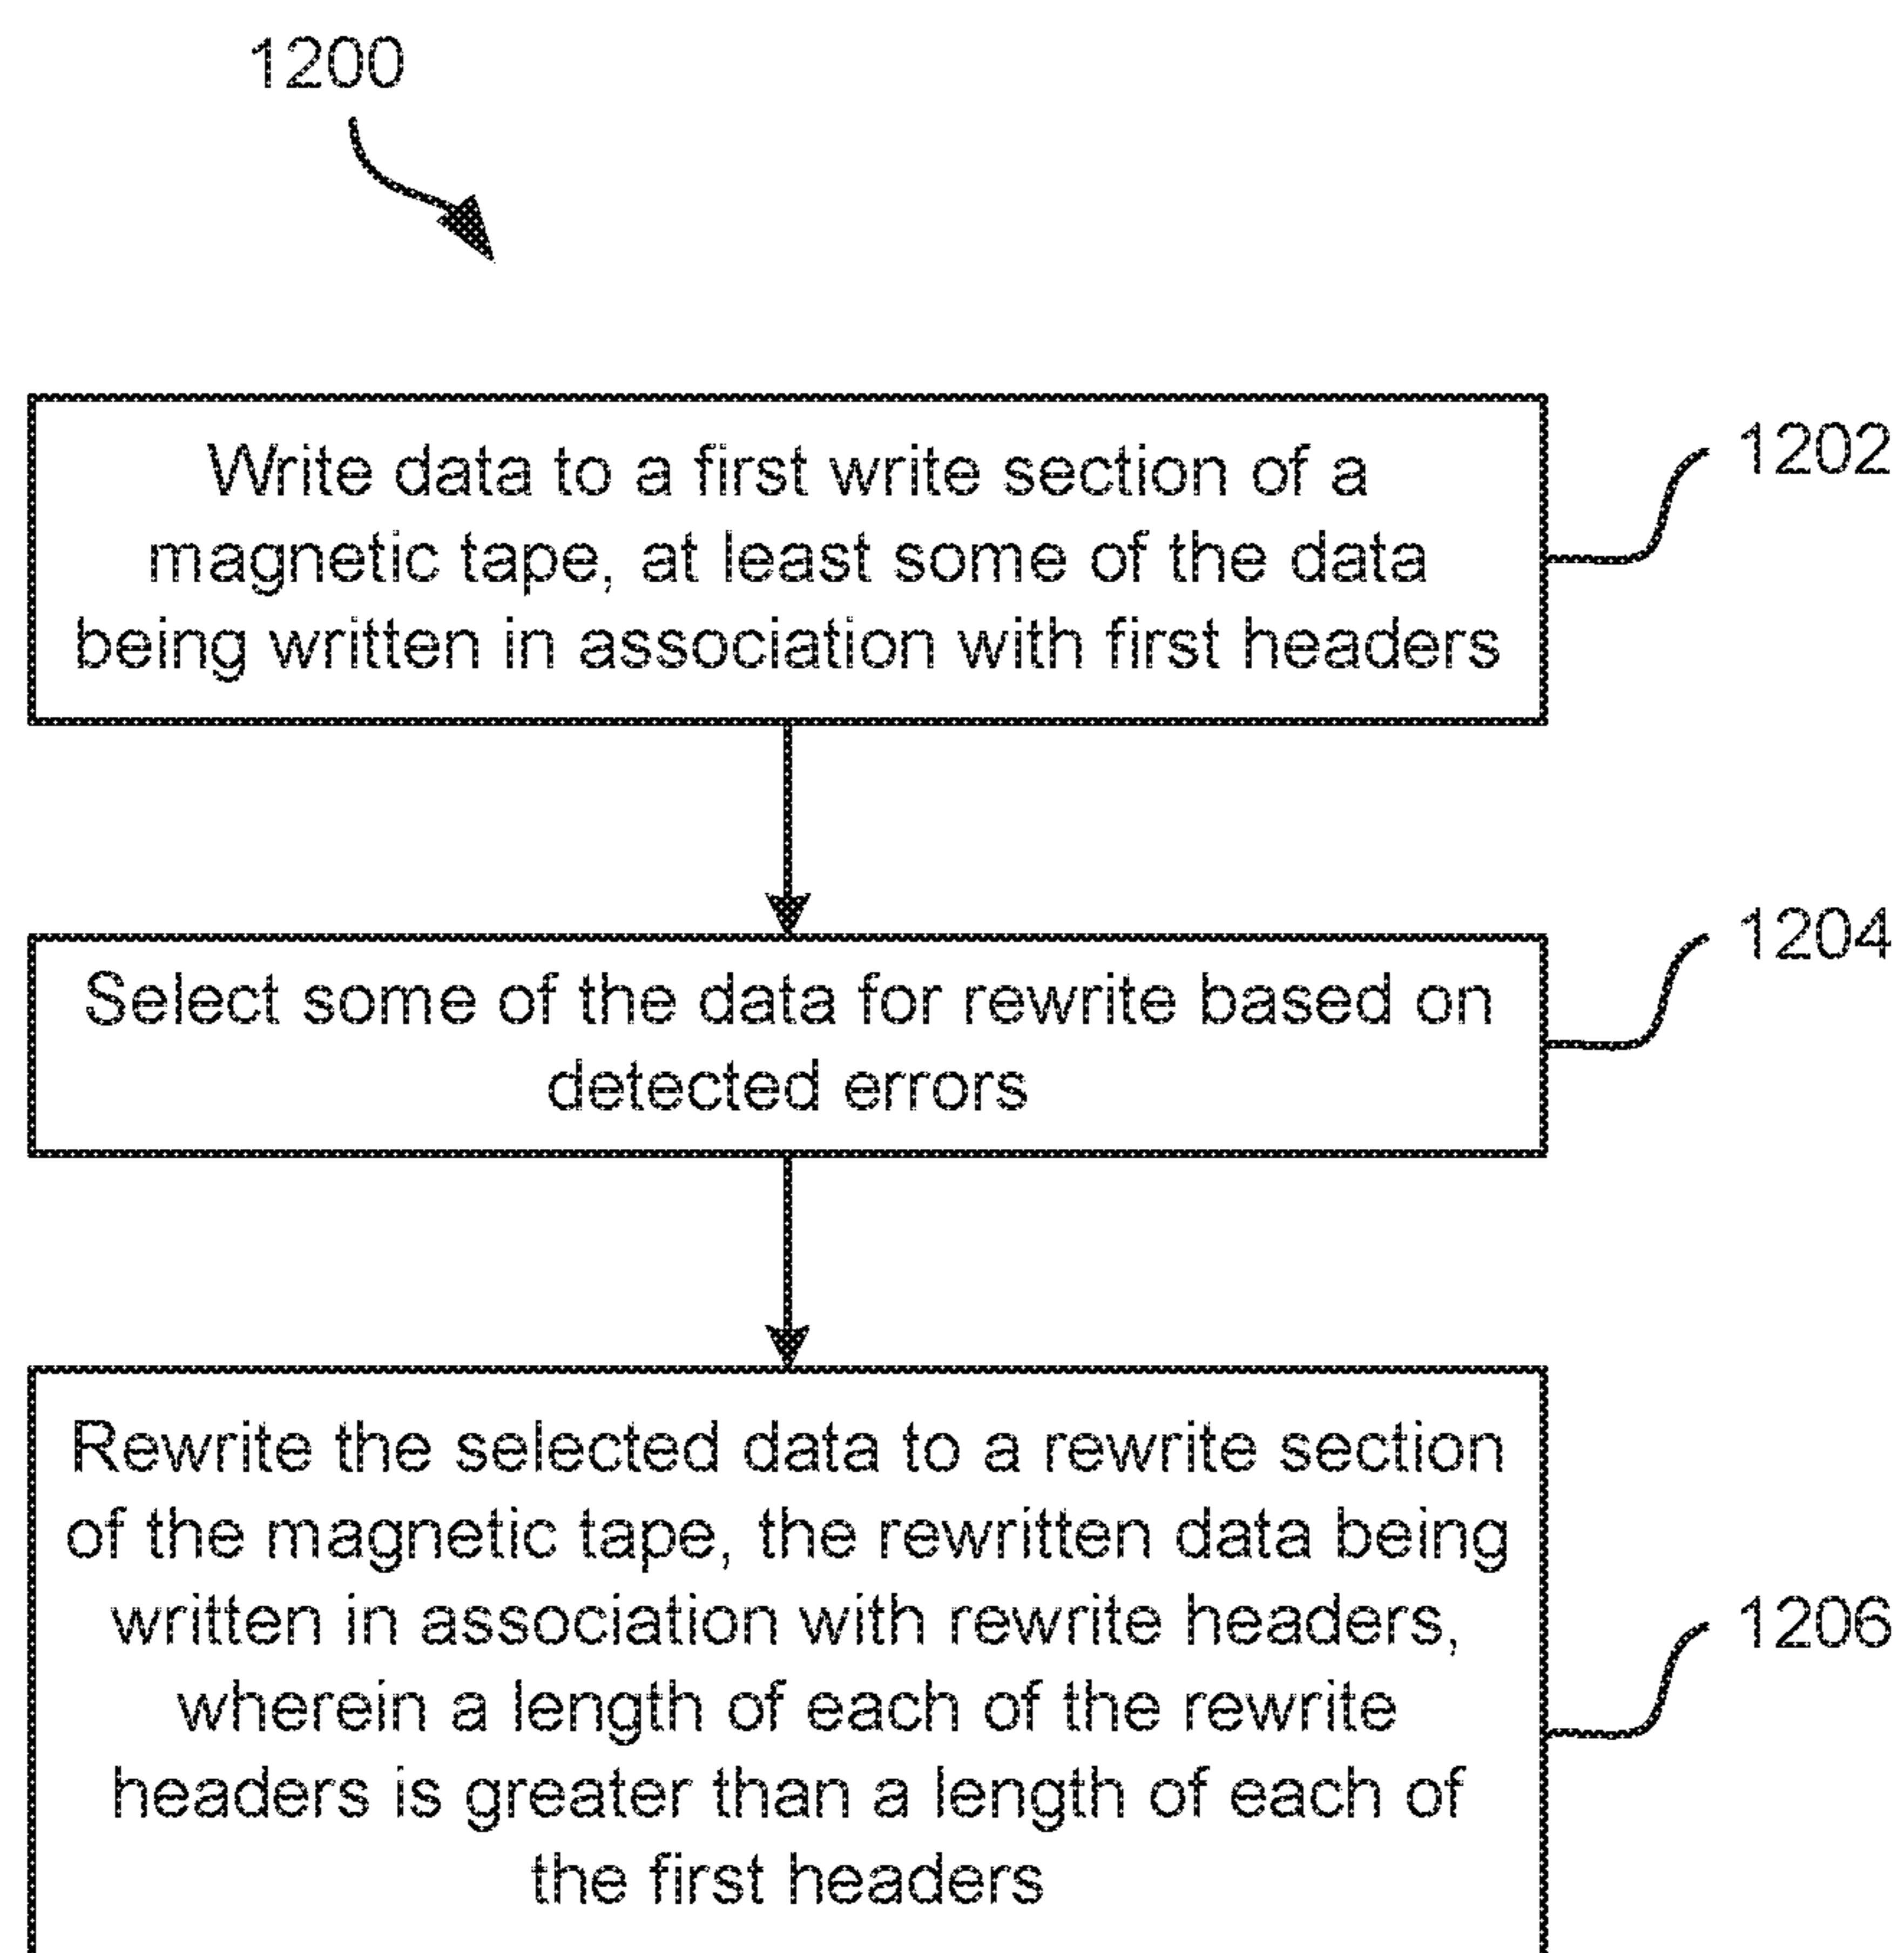 1200
Write data to a first write section of a
magnetic tape, at least some of the data
being written in association with first headers
1202
Select some of the data for rewrite based on
detected errors
1204
Rewrite the selected data to a rewrite section
of the magnetic tape, the rewritten data being
written in association with rewrite headers,
wherein a length of each of the rewrite
headers is greater than a length of each of
the first headers
1206